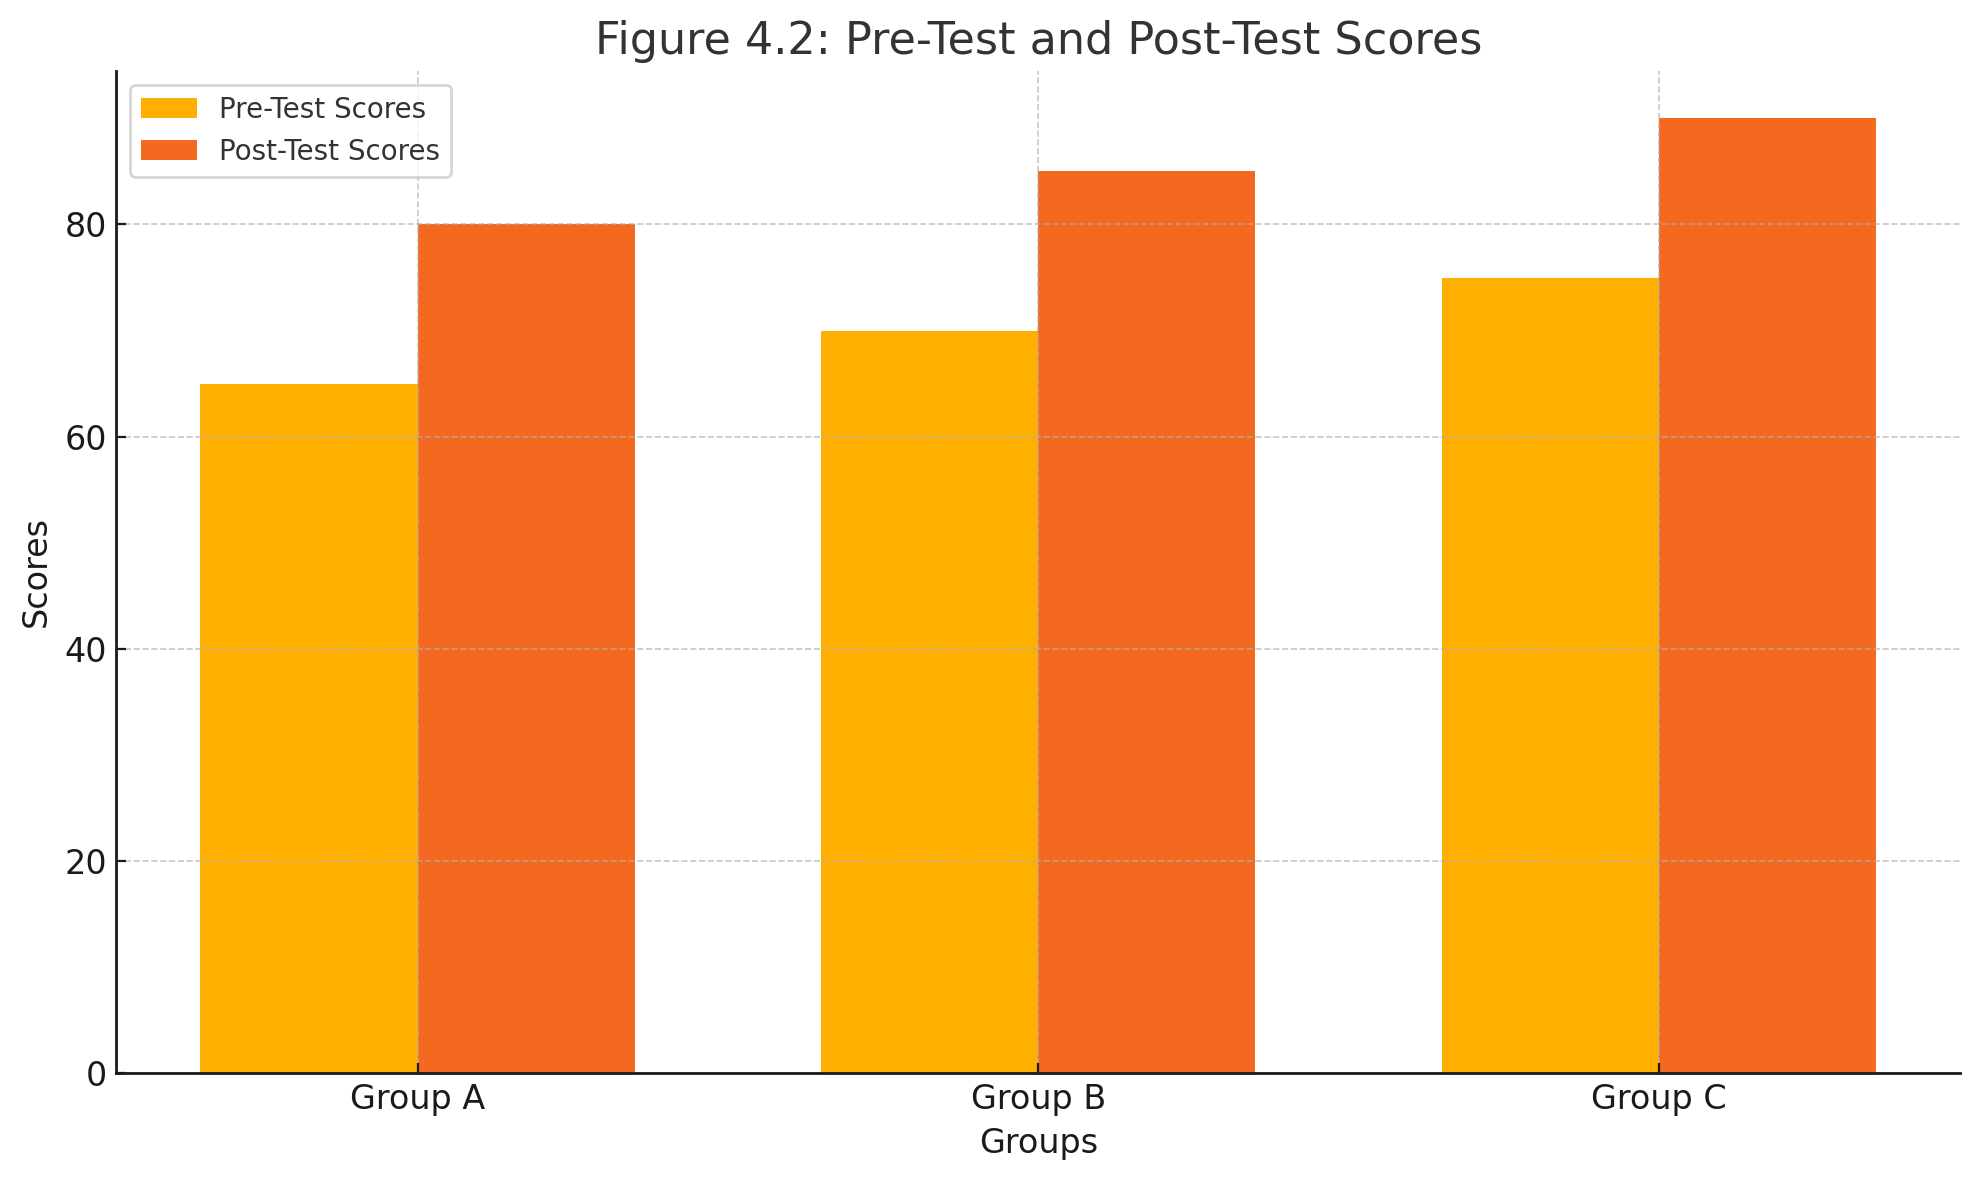 Figure 4.2: Pre-Test and Post-Test Scores
Pre-Test Scores
Post-Test Scores
80
60
40
20
0
Scores
Group A
Group B
Group C
Groups